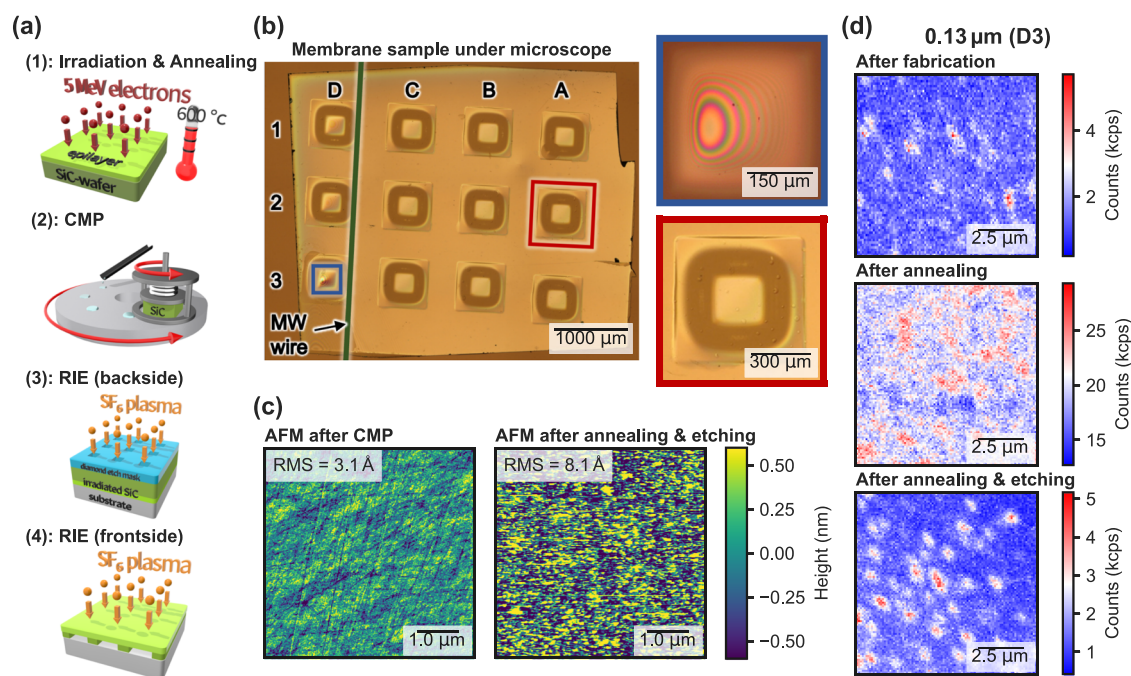 (a)
(1): Irradiation & Annealing
5 MeV electrons
600 °C
epilayer
SiC-wafer
(2): CMP
SiC
(3): RIE (backside)
SF₆ plasma
diamond etch mask
irradiated SiC
substrate
(4): RIE (frontside)
SF₆ plasma
(b)
Membrane sample under microscope
D
C
B
A
1
2
3
MW
wire
1000 µm
150 µm
300 µm
(c)
AFM after CMP
RMS = 3.1 Å
1.0 µm
AFM after annealing & etching
RMS = 8.1 Å
1.0 µm
0.50
0.25
0.00
−0.25
−0.50
Height (nm)
(d)
0.13 µm (D3)
After fabrication
2.5 µm
4
2
Counts (kcps)
After annealing
2.5 µm
25
20
15
Counts (kcps)
After annealing & etching
2.5 µm
5
4
3
2
1
Counts (kcps)